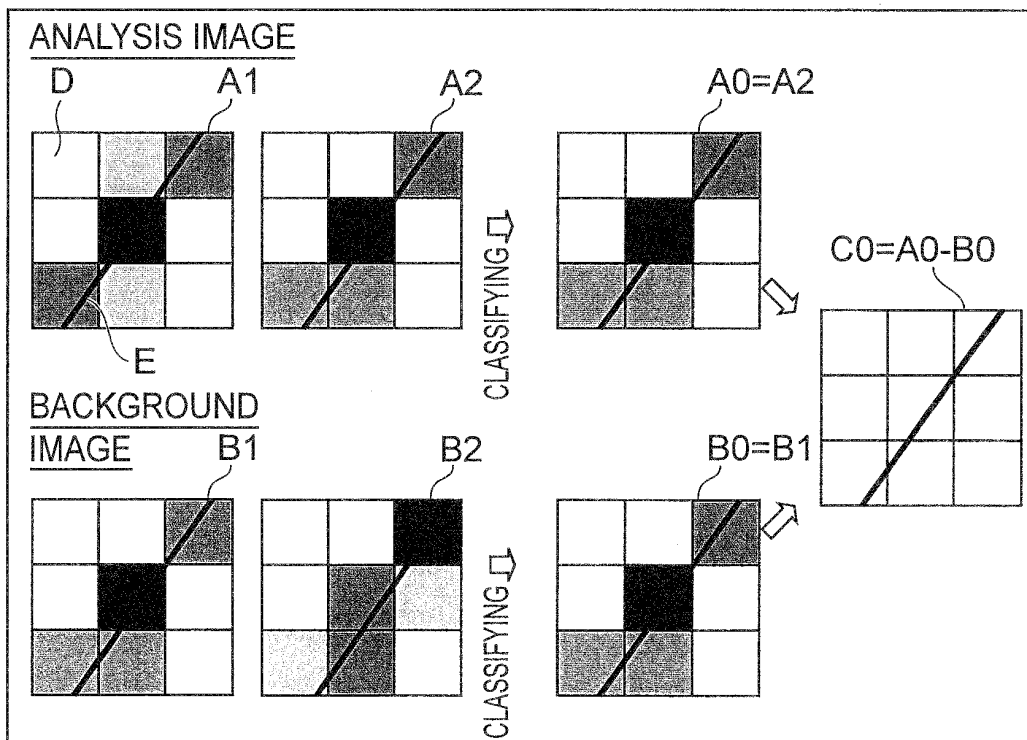 ANALYSIS IMAGE
D
A1
A2
A0=A2
E
CLASSIFYING
C0=A0-B0
BACKGROUND
IMAGE
B1
B2
B0=B1
CLASSIFYING